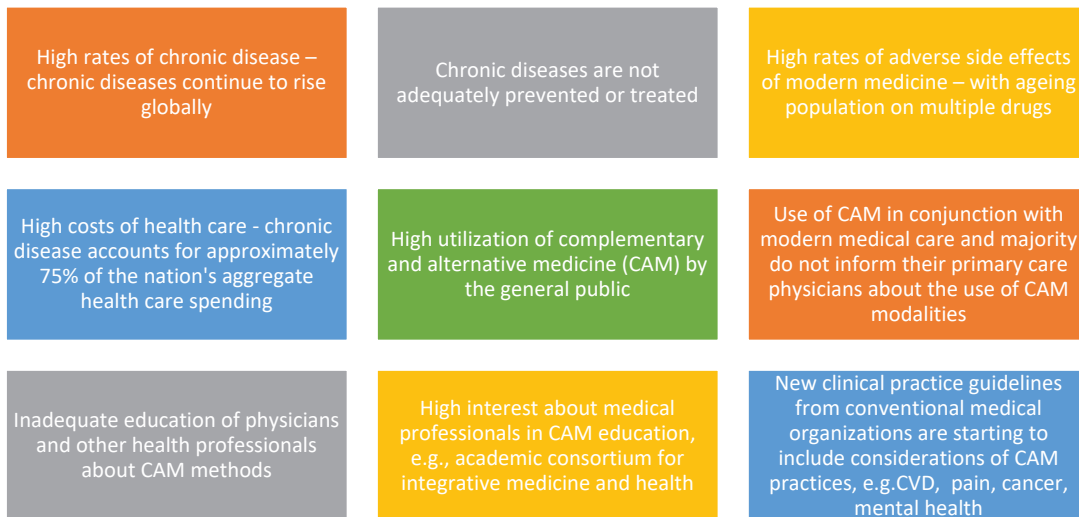 High rates of chronic disease –
chronic diseases continue to rise
globally
Chronic diseases are not
adequately prevented or treated
High rates of adverse side effects
of modern medicine – with ageing
population on multiple drugs
High costs of health care - chronic
disease accounts for approximately
75% of the nation's aggregate
health care spending
High utilization of complementary
and alternative medicine (CAM) by
the general public
Use of CAM in conjunction with
modern medical care and majority
do not inform their primary care
physicians about the use of CAM
modalities
Inadequate education of physicians
and other health professionals
about CAM methods
High interest about medical
professionals in CAM education,
e.g., academic consortium for
integrative medicine and health
New clinical practice guidelines
from conventional medical
organizations are starting to
include considerations of CAM
practices, e.g.CVD, pain, cancer,
mental health